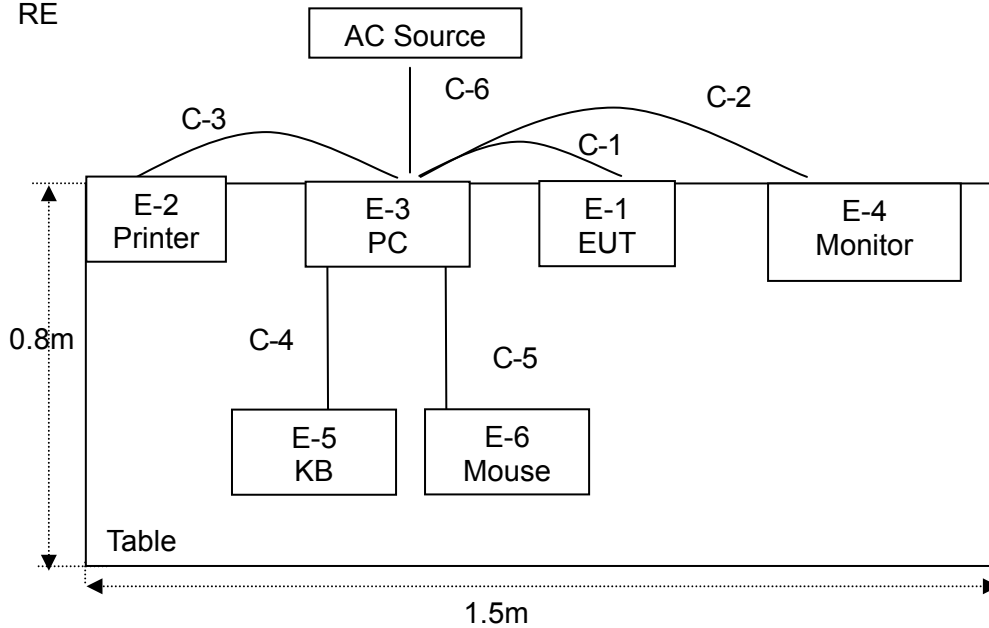 RE
AC Source
C-6
C-2
C-3
C-1
E-2
Printer
E-3
PC
E-1
EUT
E-4
Monitor
0.8m
C-4
C-5
E-5
KB
E-6
Mouse
Table
1.5m